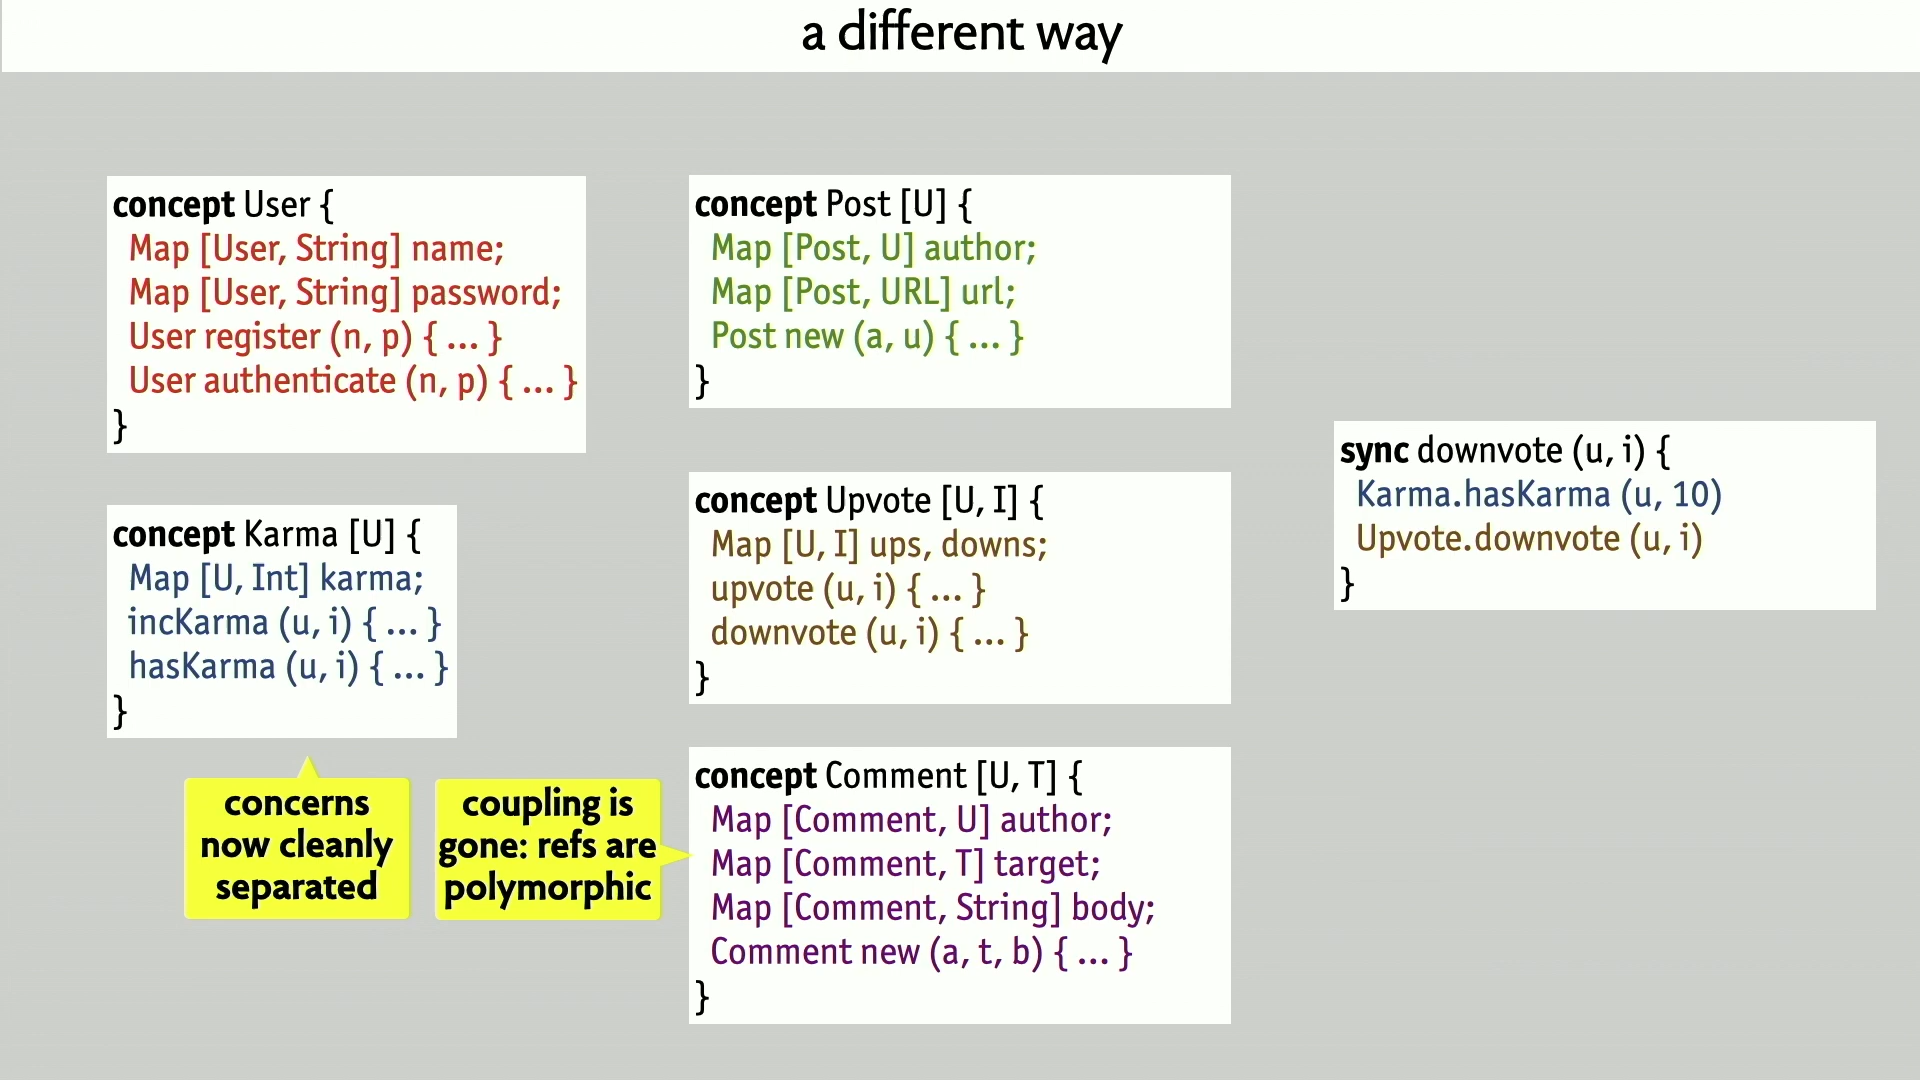 a different way
concept User {
Map [User, String] name;
Map [User, String] password;
User register (n, p) { ... }
User authenticate (n, p) { ... }
}
concept Karma [U] {
Map [U, Int] karma;
incKarma (u, i) { ... }
hasKarma (u, i) { ... }
}
concerns
now cleanly
separated
coupling is
gone: refs are
polymorphic
concept Post [U] {
Map [Post, U] author;
Map [Post, URL] url;
Post new (a, u) { ... }
}
concept Upvote [U, I] {
Map [U, I] ups, downs;
upvote (u, i) { ... }
downvote (u, i) { ... }
}
concept Comment [U, T] {
Map [Comment, U] author;
Map [Comment, T] target;
Map [Comment, String] body;
Comment new (a, t, b) { ... }
}
sync downvote (u, i) {
Karma.hasKarma (u, 10)
Upvote.downvote (u, i)
}